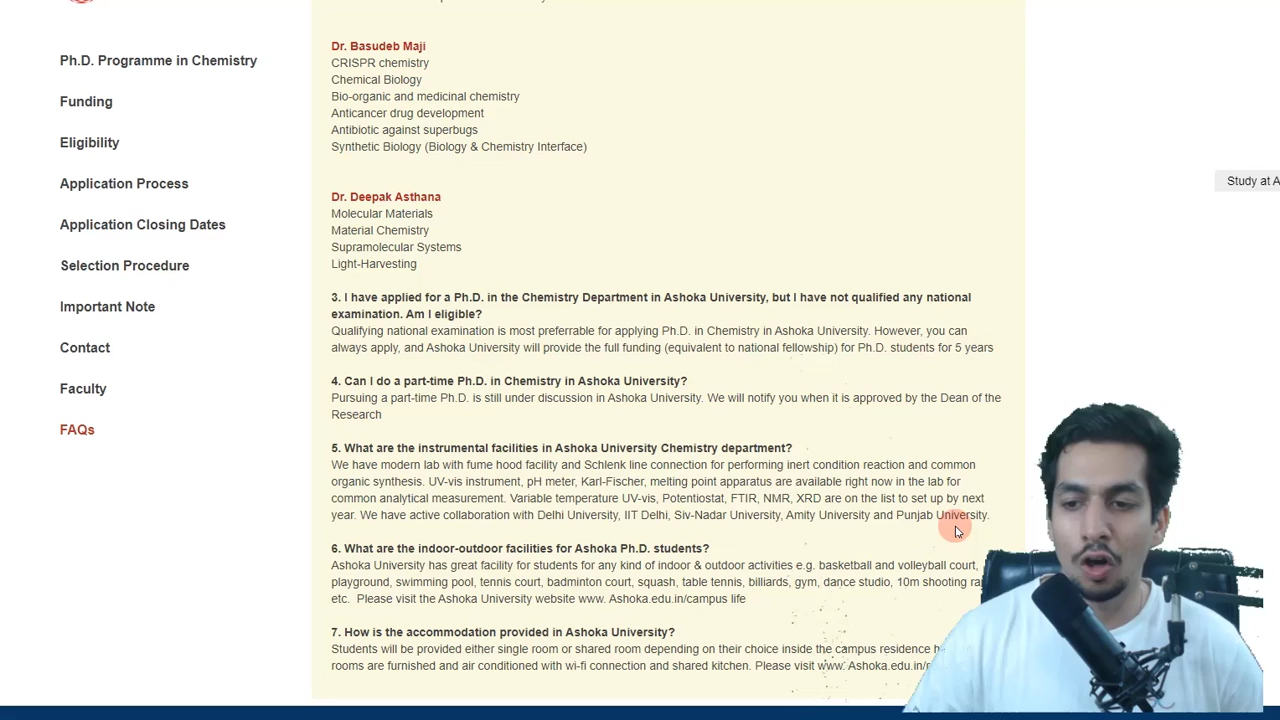 Ph.D. Programme in Chemistry
Funding
Eligibility
Application Process
Application Closing Dates
Selection Procedure
Important Note
Contact
Faculty
FAQs
Dr. Basudeb Maji
CRISPR chemistry
Chemical Biology
Bio-organic and medicinal chemistry
Anticancer drug development
Antibiotic against superbugs
Synthetic Biology (Biology & Chemistry Interface)
Dr. Deepak Asthana
Molecular Materials
Material Chemistry
Supramolecular Systems
Light-Harvesting
3. I have applied for a Ph.D. in the Chemistry Department in Ashoka University, but I have not qualified any national
examination. Am I eligible?
Qualifying national examination is most preferrable for applying Ph.D. in Chemistry in Ashoka University. However, you can
always apply, and Ashoka University will provide the full funding (equivalent to national fellowship) for Ph.D. students for 5 years
4. Can I do a part-time Ph.D. in Chemistry in Ashoka University?
Pursuing a part-time Ph.D. is still under discussion in Ashoka University. We will notify you when it is approved by the Dean of the
Research
5. What are the instrumental facilities in Ashoka University Chemistry department?
We have modern lab with fume hood facility and Schlenk line connection for performing inert condition reaction and common
organic synthesis. UV-vis instrument, pH meter, Karl-Fischer, melting point apparatus are available right now in the lab for
common analytical measurement. Variable temperature UV-vis, Potentiostat, FTIR, NMR, XRD are on the list to set up by next
year. We have active collaboration with Delhi University, IIT Delhi, Siv-Nadar University, Amity University and Punjab University.
6. What are the indoor-outdoor facilities for Ashoka Ph.D. students?
Ashoka University has great facility for students for any kind of indoor & outdoor activities e.g. basketball and volleyball court,
playground, swimming pool, tennis court, badminton court, squash, table tennis, billiards, gym, dance studio, 10m shooting
etc. Please visit the Ashoka University website www. Ashoka.edu.in/campus life
7. How is the accommodation provided in Ashoka University?
Students will be provided either single room or shared room depending on their choice inside the campus residence
rooms are furnished and air conditioned with wi-fi connection and shared kitchen. Please visit www. Ashoka.edu.in/
Study at A